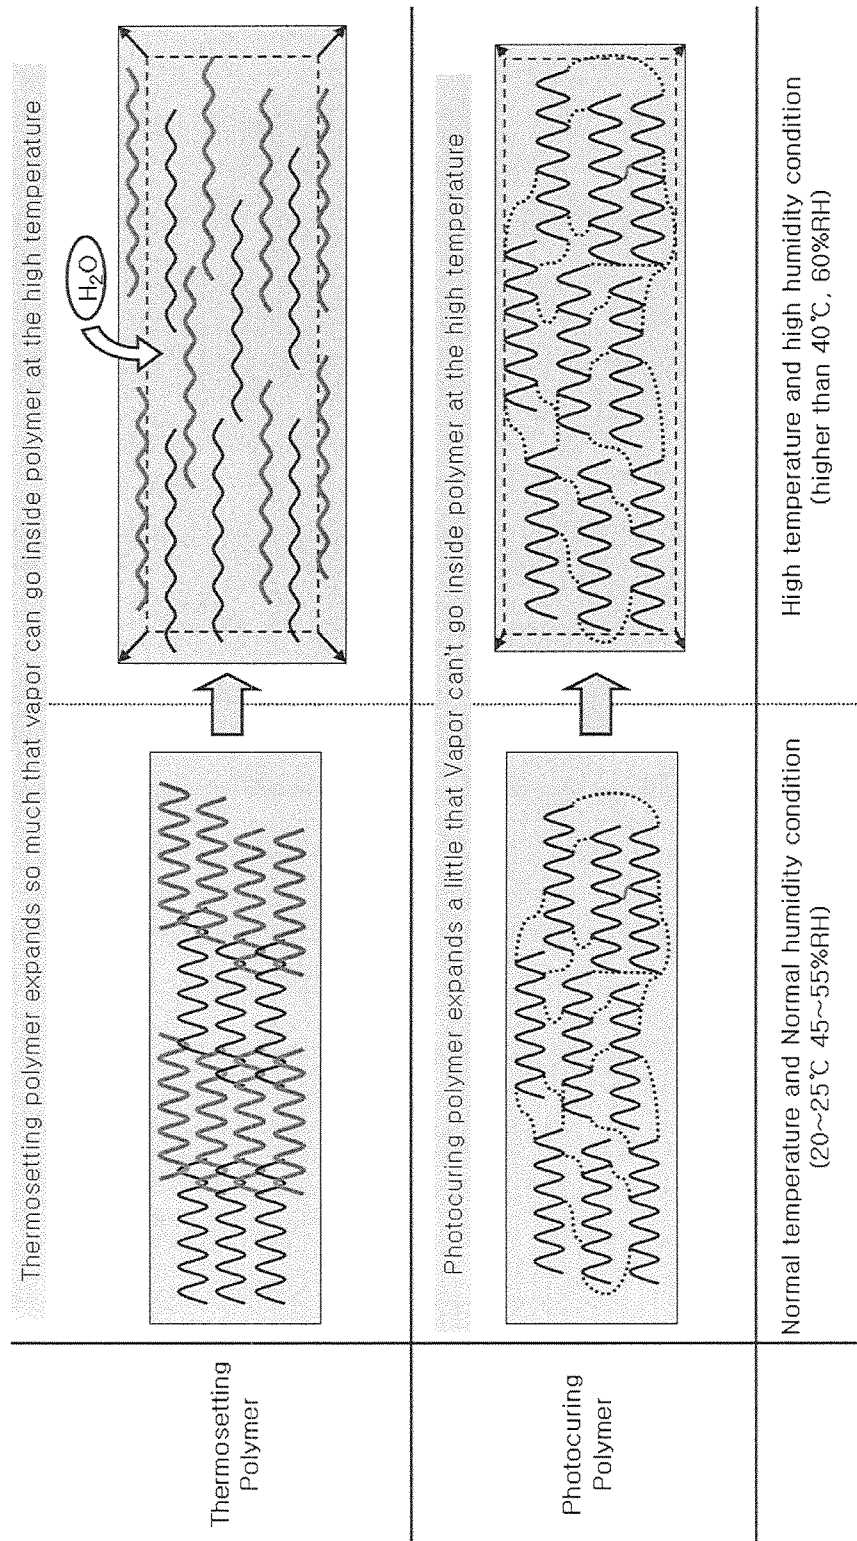 Thermosetting polymer expands so much that vapor can go inside polymer at the high temperature
Thermosetting
Polymer
H₂O
Photocuring polymer expands a little that Vapor can't go inside polymer at the high temperature
Photocuring
Polymer
Normal temperature and Normal humidity condition
(20~25℃ 45~55%RH)
High temperature and high humidity condition
(higher than 40℃, 60%RH)